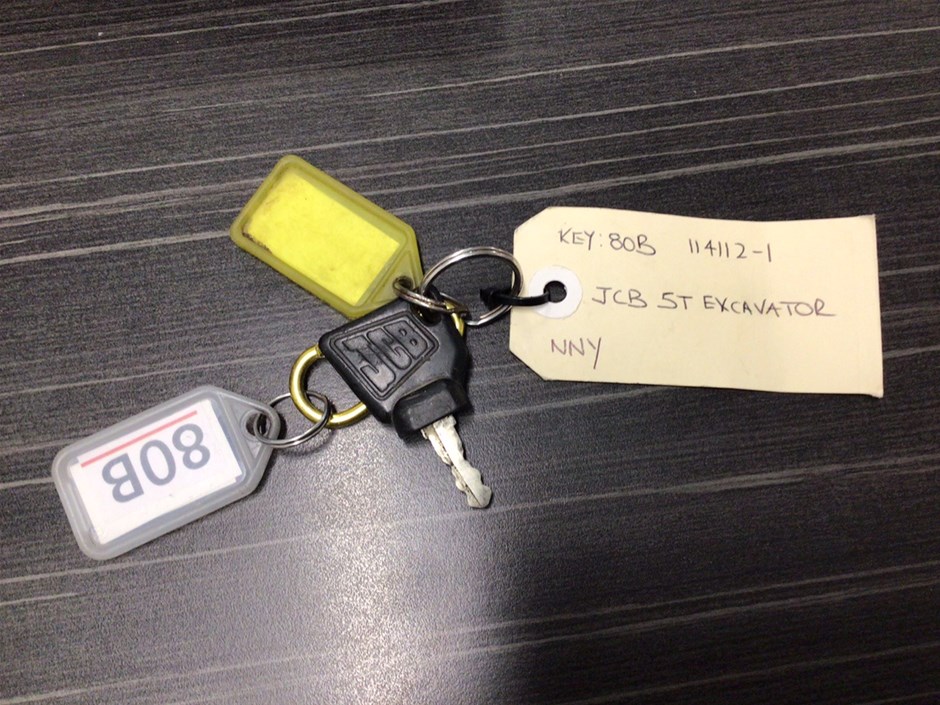 KEY: 80B 114112-1
JCB 5T EXCAVATOR
NNY
JCB
80B